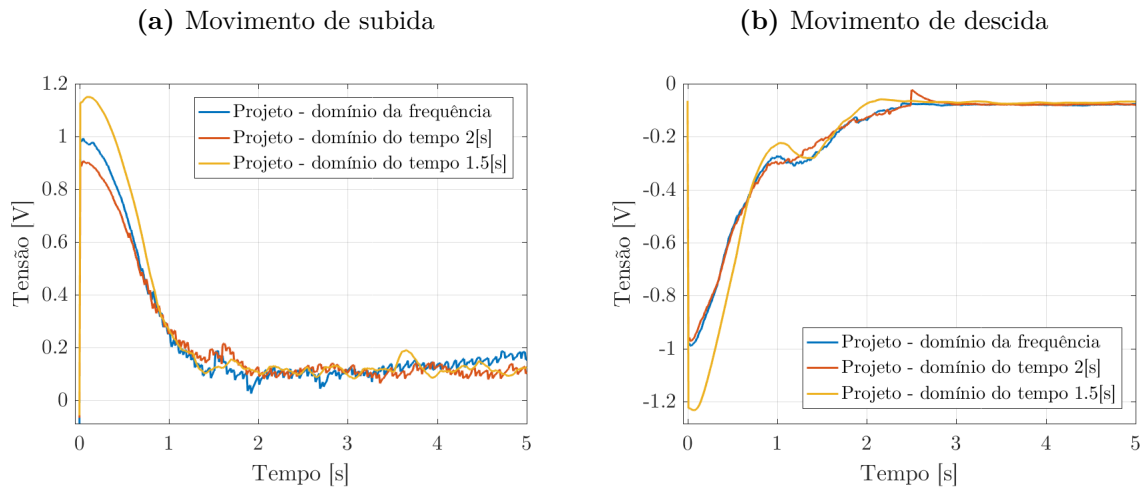 (a) Movimento de subida
1.2
1
0.8
0.6
0.4
0.2
0
Tensão [V]
Projeto - domínio da frequência
Projeto - domínio do tempo 2[s]
Projeto - domínio do tempo 1.5[s]
0 1 2 3 4 5
Tempo [s]
(b) Movimento de descida
0
-0.2
-0.4
-0.6
-0.8
-1
-1.2
Tensão [V]
Projeto - domínio da frequência
Projeto - domínio do tempo 2[s]
Projeto - domínio do tempo 1.5[s]
0 1 2 3 4 5
Tempo [s]